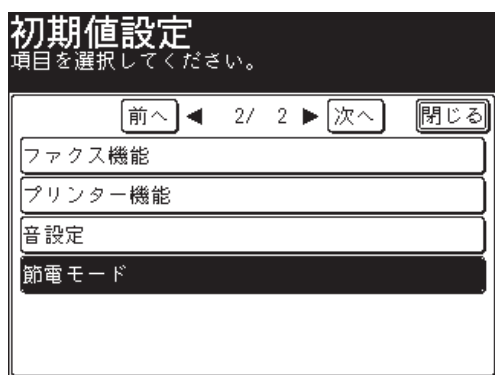 初期値設定
項目を選択してください。
前へ ◀ 2/ 2 ▶ 次へ 閉じる
ファクス機能
プリンター機能
音設定
節電モード